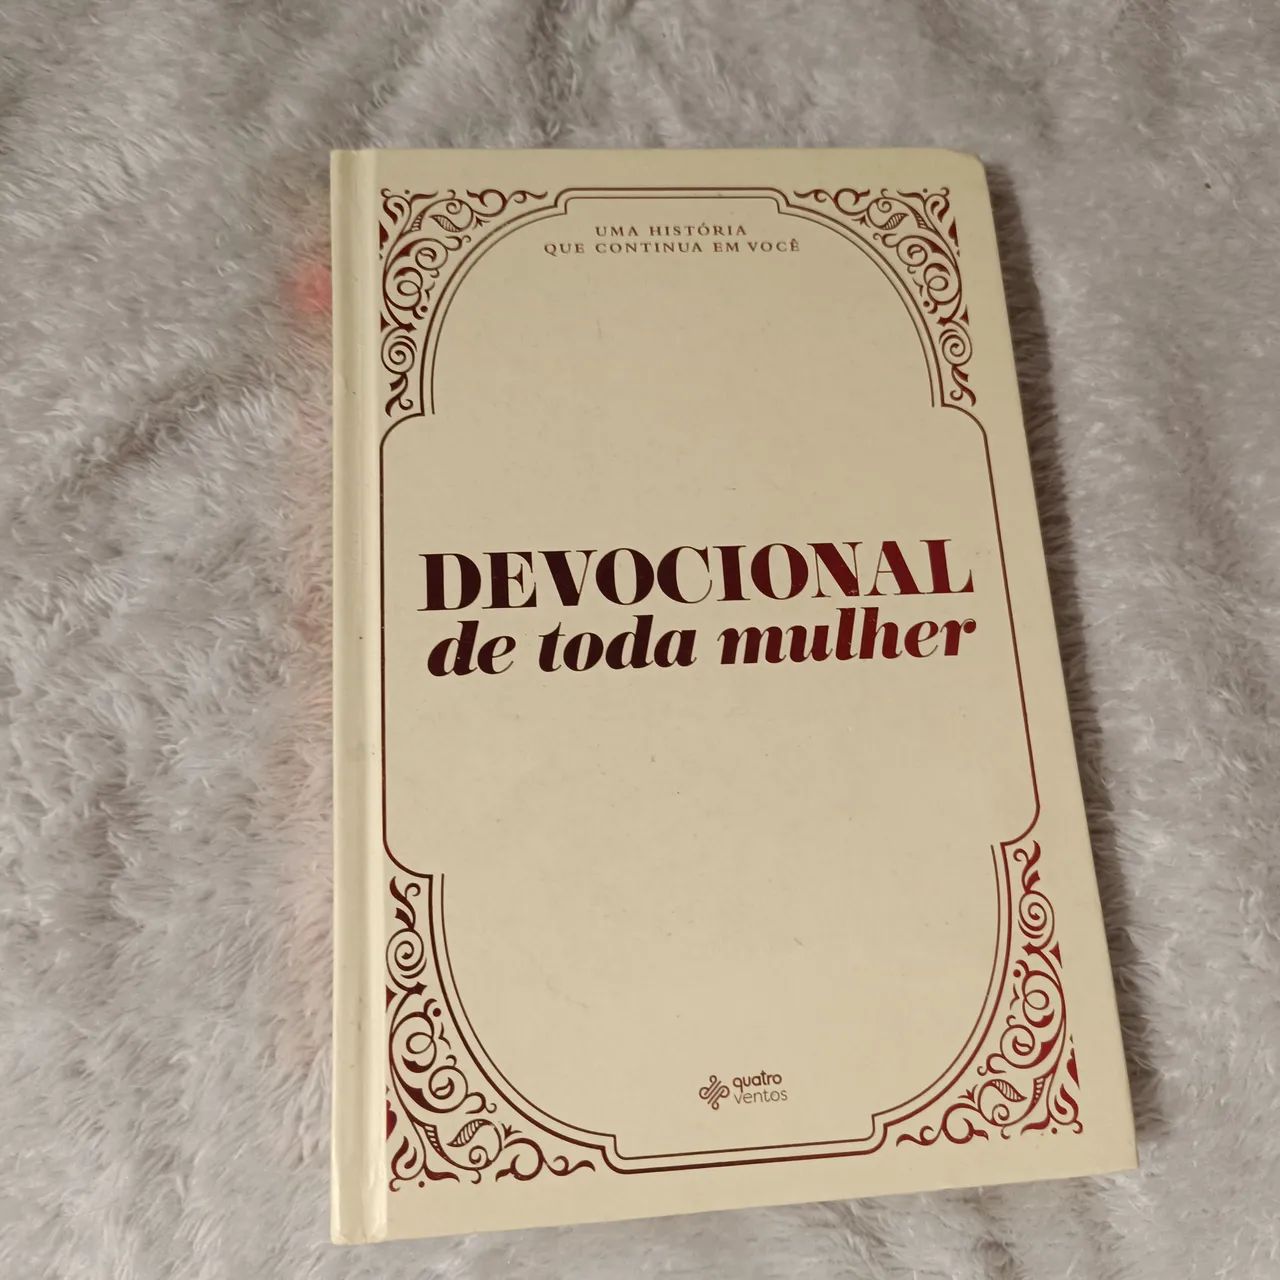 UMA HISTÓRIA
QUE CONTINUA EM VOCÊ
DEVOCIONAL
de toda mulher
quatro
ventos